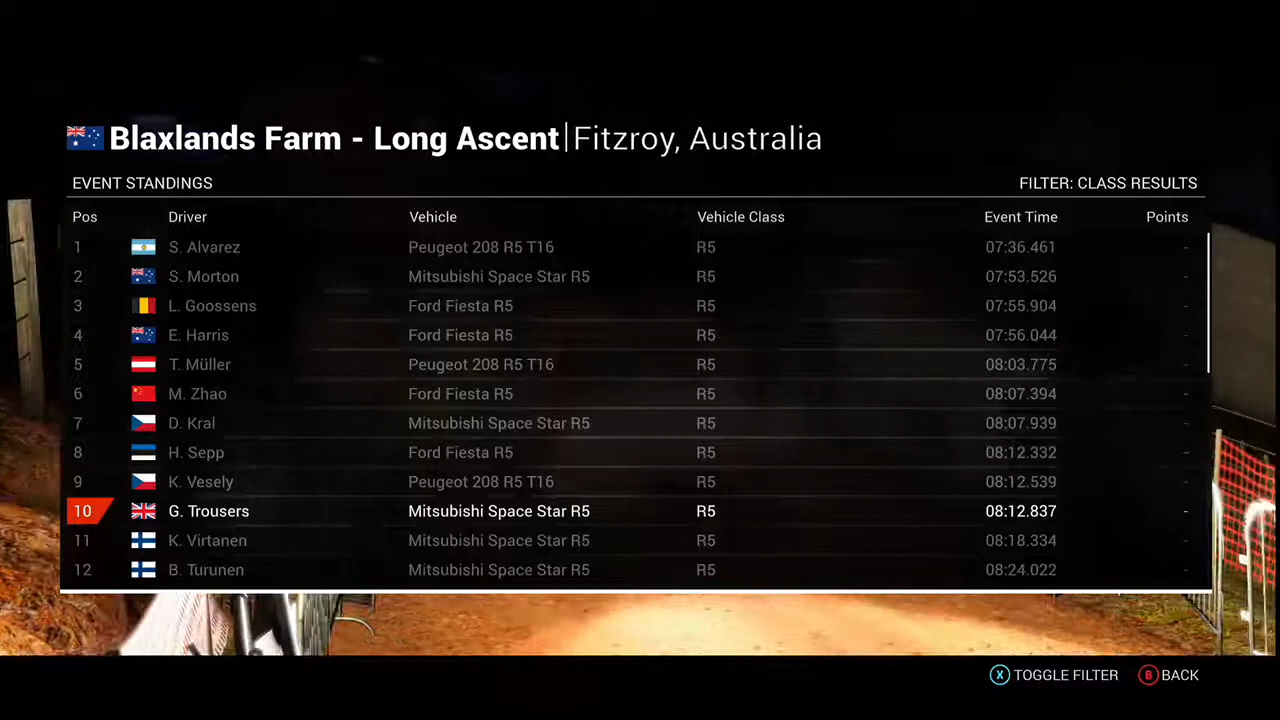 Blaxlands Farm - Long Ascent | Fitzroy, Australia
EVENT STANDINGS FILTER: CLASS RESULTS
Pos Driver Vehicle Vehicle Class Event Time Points
1 S. Alvarez Peugeot 208 R5 T16 R5 07:36.461 -
2 S. Morton Mitsubishi Space Star R5 R5 07:53.526 -
3 L. Goossens Ford Fiesta R5 R5 07:55.904 -
4 E. Harris Ford Fiesta R5 R5 07:56.044 -
5 T. Müller Peugeot 208 R5 T16 R5 08:03.775 -
6 M. Zhao Ford Fiesta R5 R5 08:07.394 -
7 D. Kral Mitsubishi Space Star R5 R5 08:07.939 -
8 H. Sepp Ford Fiesta R5 R5 08:12.332 -
9 K. Vesely Peugeot 208 R5 T16 R5 08:12.539 -
10 G. Trousers Mitsubishi Space Star R5 R5 08:12.837 -
11 K. Virtanen Mitsubishi Space Star R5 R5 08:18.334 -
12 B. Turunen Mitsubishi Space Star R5 R5 08:24.022 -
X TOGGLE FILTER B BACK